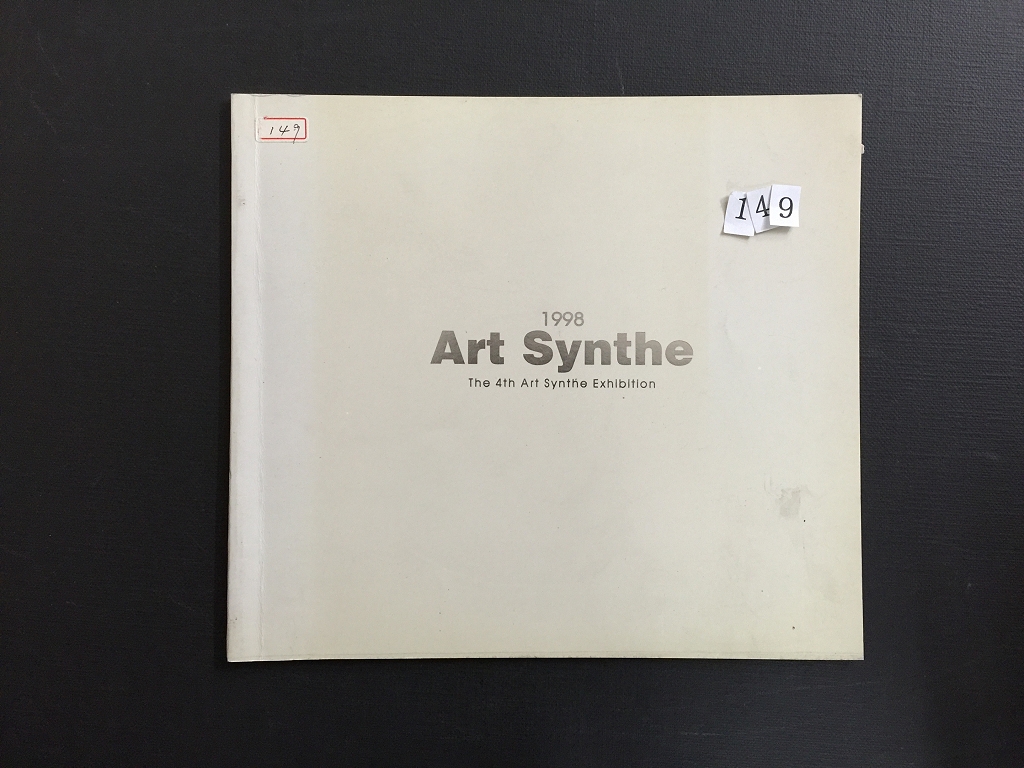 149
149
1998
Art Synthe
The 4th Art Synthe Exhibition